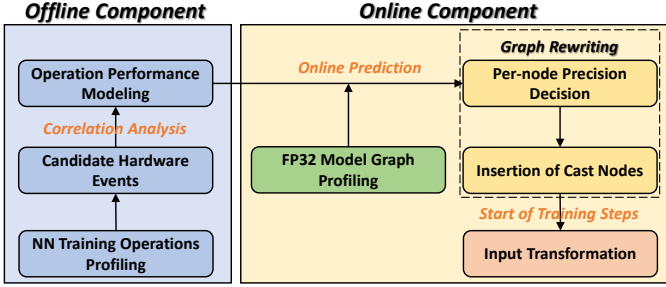 Offline Component
Operation Performance
Modeling
Correlation Analysis
Candidate Hardware
Events
NN Training Operations
Profiling
Online Component
Online Prediction
FP32 Model Graph
Profiling
Graph Rewriting
Per-node Precision
Decision
Insertion of Cast Nodes
Start of Training Steps
Input Transformation